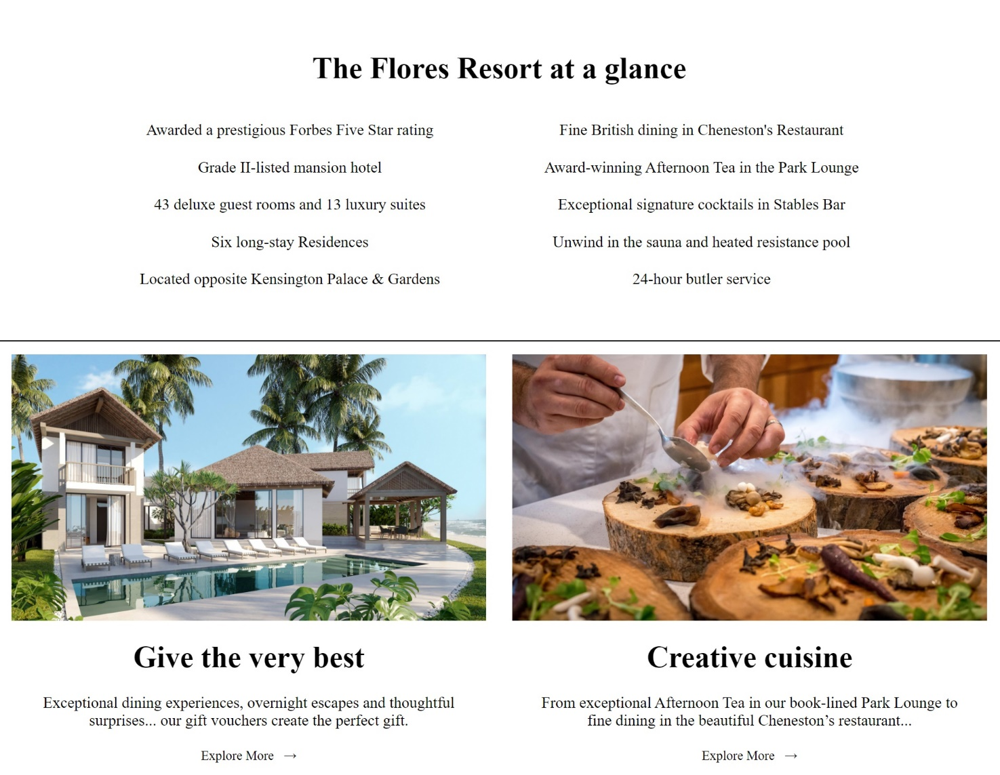 The Flores Resort at a glance
Awarded a prestigious Forbes Five Star rating
Grade II-listed mansion hotel
43 deluxe guest rooms and 13 luxury suites
Six long-stay Residences
Located opposite Kensington Palace & Gardens
Fine British dining in Cheneston's Restaurant
Award-winning Afternoon Tea in the Park Lounge
Exceptional signature cocktails in Stables Bar
Unwind in the sauna and heated resistance pool
24-hour butler service
Give the very best
Exceptional dining experiences, overnight escapes and thoughtful
surprises... our gift vouchers create the perfect gift.
Explore More →
Creative cuisine
From exceptional Afternoon Tea in our book-lined Park Lounge to
fine dining in the beautiful Cheneston’s restaurant...
Explore More →